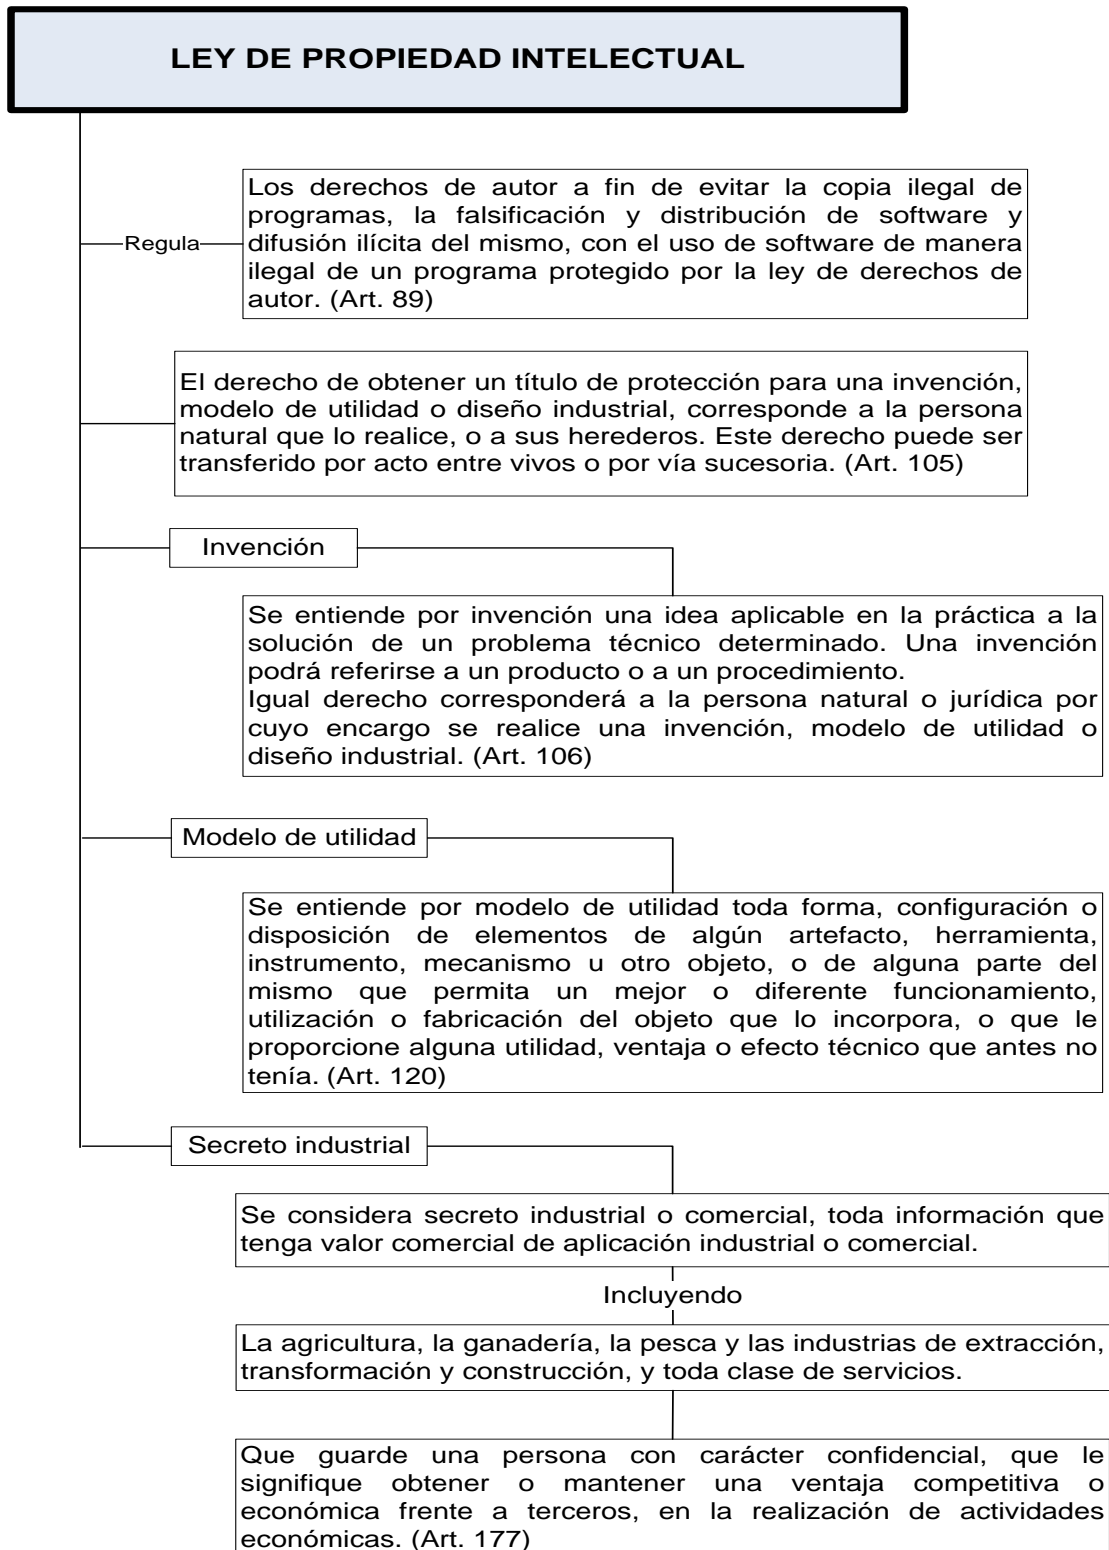 LEY DE PROPIEDAD INTELECTUAL
Regula
Los derechos de autor a fin de evitar la copia ilegal de
programas, la falsificación y distribución de software y
difusión ilícita del mismo, con el uso de software de manera
ilegal de un programa protegido por la ley de derechos de
autor. (Art. 89)
El derecho de obtener un título de protección para una invención,
modelo de utilidad o diseño industrial, corresponde a la persona
natural que lo realice, o a sus herederos. Este derecho puede ser
transferido por acto entre vivos o por vía sucesoria. (Art. 105)
Invención
Se entiende por invención una idea aplicable en la práctica a la
solución de un problema técnico determinado. Una invención
podrá referirse a un producto o a un procedimiento.
Igual derecho corresponderá a la persona natural o jurídica por
cuyo encargo se realice una invención, modelo de utilidad o
diseño industrial. (Art. 106)
Modelo de utilidad
Se entiende por modelo de utilidad toda forma, configuración o
disposición de elementos de algún artefacto, herramienta,
instrumento, mecanismo u otro objeto, o de alguna parte del
mismo que permita un mejor o diferente funcionamiento,
utilización o fabricación del objeto que lo incorpora, o que le
proporcione alguna utilidad, ventaja o efecto técnico que antes no
tenía. (Art. 120)
Secreto industrial
Se considera secreto industrial o comercial, toda información que
tenga valor comercial de aplicación industrial o comercial.
Incluyendo
La agricultura, la ganadería, la pesca y las industrias de extracción,
transformación y construcción, y toda clase de servicios.
Que guarde una persona con carácter confidencial, que le
signifique obtener o mantener una ventaja competitiva o
económica frente a terceros, en la realización de actividades
económicas. (Art. 177)